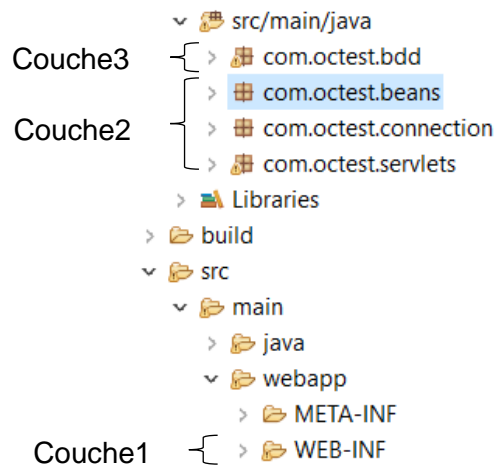 src/main/java
Couche3 com.octest.bdd
com.octest.beans
Couche2 com.octest.connection
com.octest.servlets
Libraries
build
src
main
java
webapp
META-INF
Couche1 WEB-INF